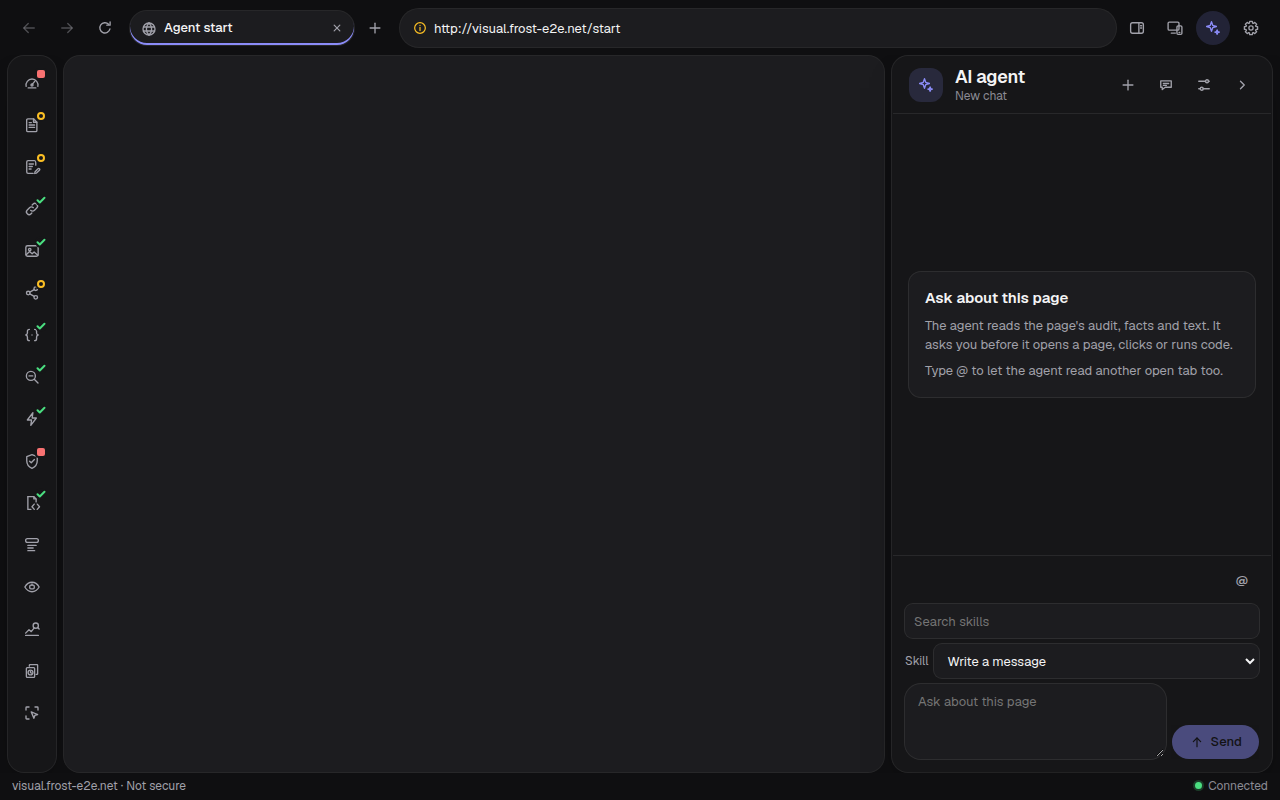 Agent start
http://visual.frost-e2e.net/start
AI agent
New chat
Ask about this page
The agent reads the page's audit, facts and text. It
asks you before it opens a page, clicks or runs code.
Type @ to let the agent read another open tab too.
@
Search skills
Skill
Write a message
Ask about this page
Send
visual.frost-e2e.net · Not secure
Connected